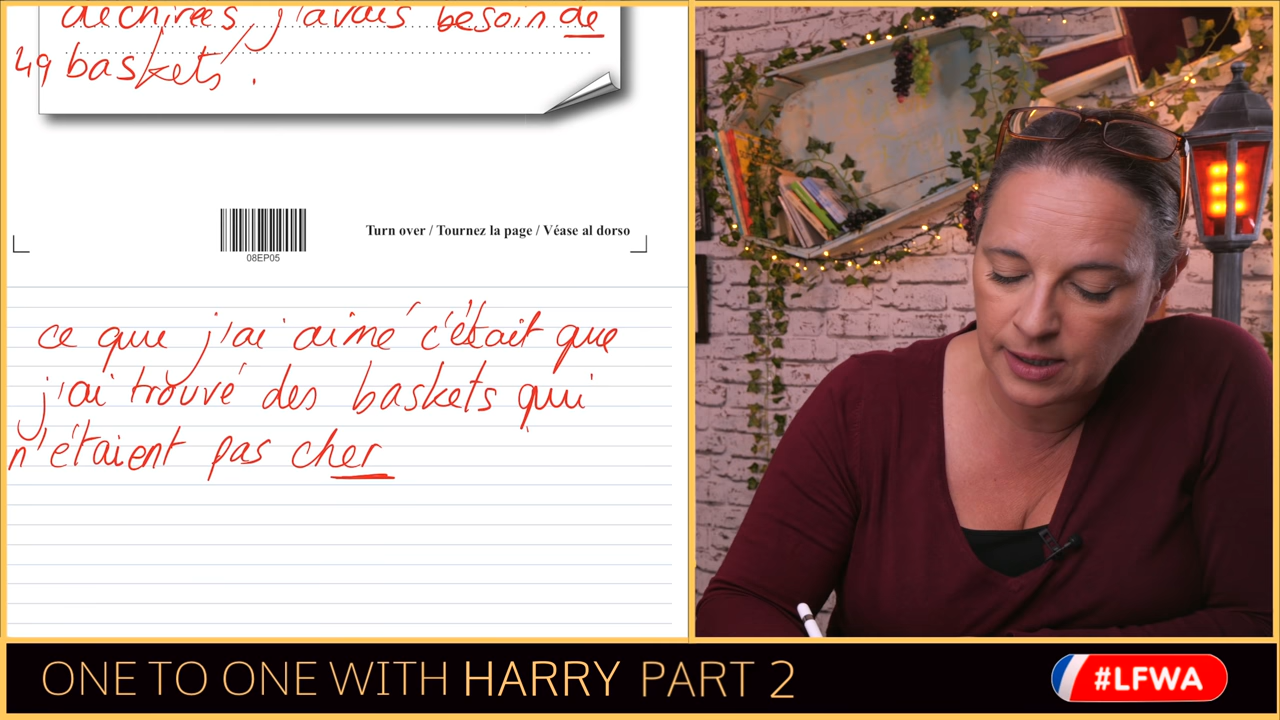 déchirées, j'avais besoin de
49 baskets.
08EP05
Turn over / Tournez la page / Véase al dorso
ce que j'ai aimé c'était que
j'ai trouvé des baskets qui
n'étaient pas cher
ONE TO ONE WITH HARRY PART 2
#LFWA